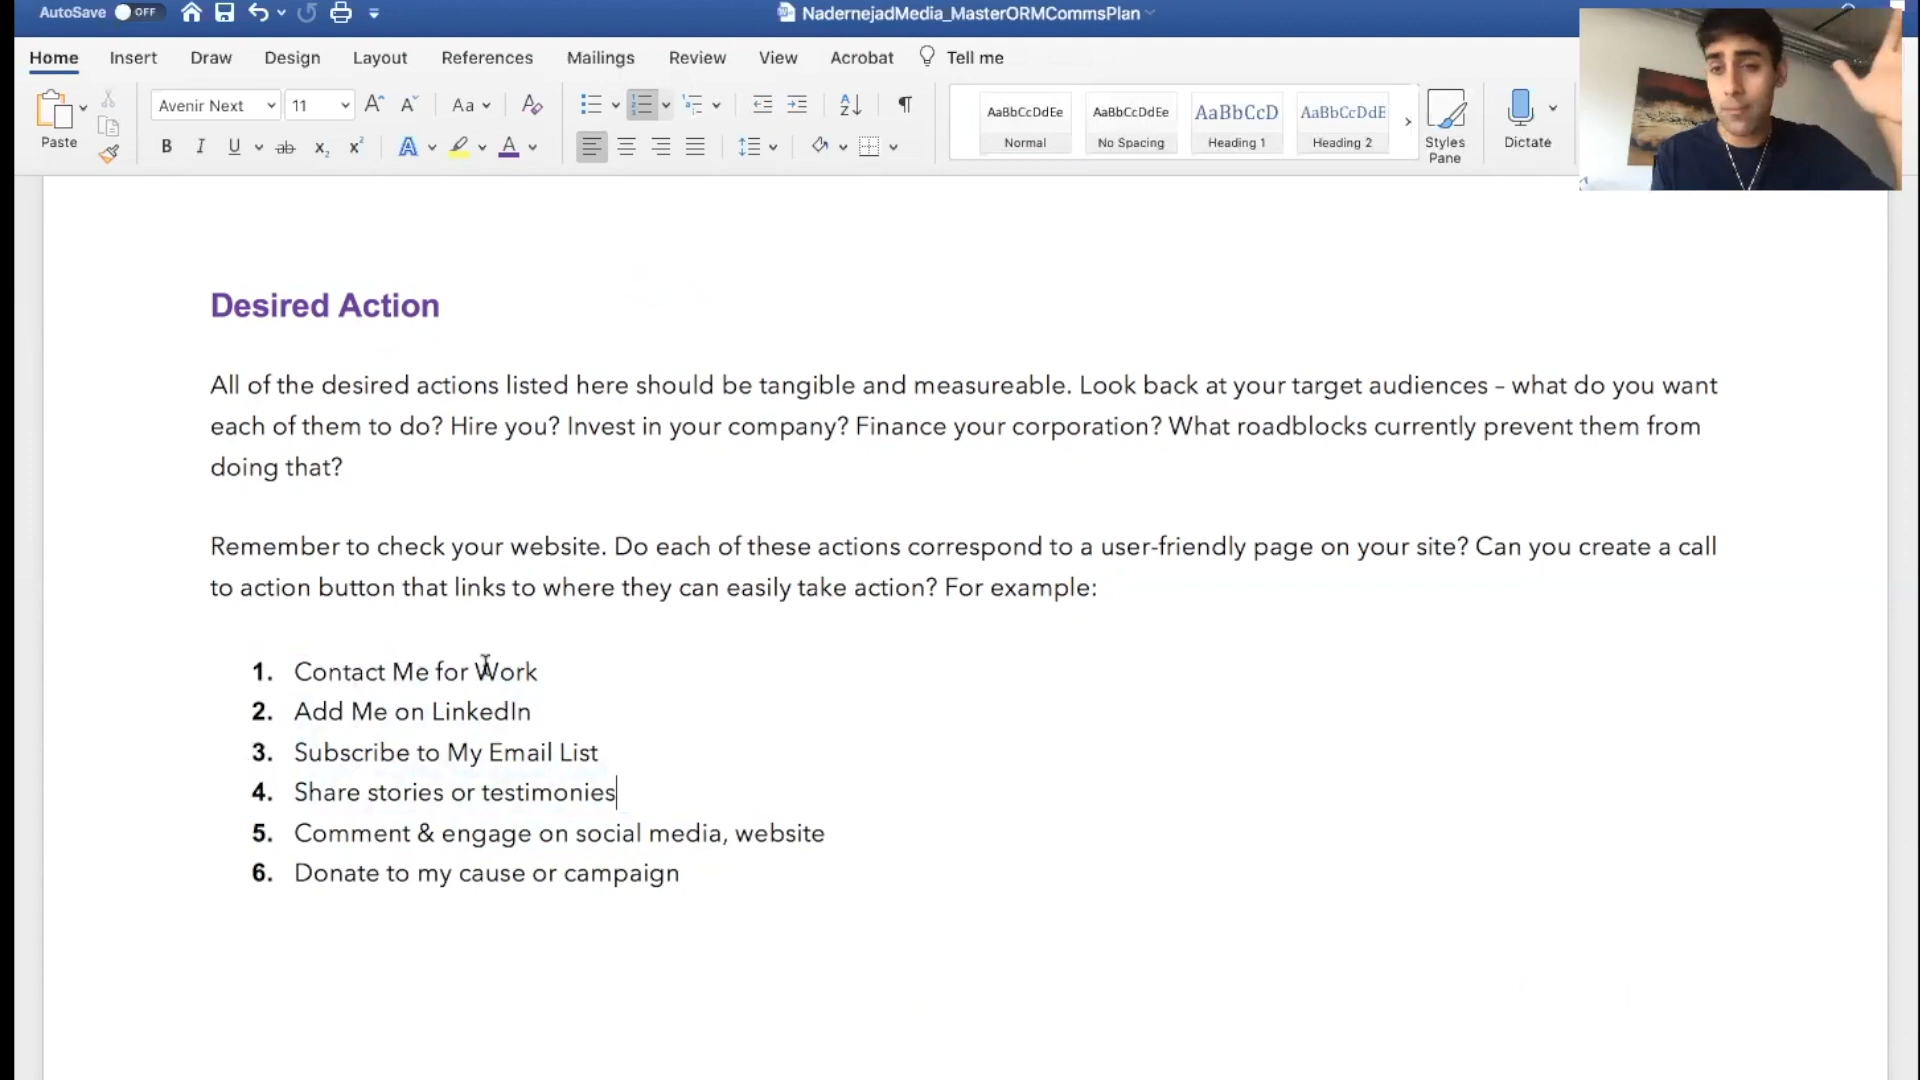 AutoSave OFF
NadernejadMedia_MasterORMCommsPlan
Home Insert Draw Design Layout References Mailings Review View Acrobat Tell me
Paste
Avenir Next 11 A A Aa
B I U ab x₂ x² A A
AaBbCcDdEe AaBbCcDdEe AaBbCcD AaBbCcDdE
Normal No Spacing Heading 1 Heading 2
Styles
Pane
Dictate
Desired Action
All of the desired actions listed here should be tangible and measureable. Look back at your target audiences – what do you want
each of them to do? Hire you? Invest in your company? Finance your corporation? What roadblocks currently prevent them from
doing that?
Remember to check your website. Do each of these actions correspond to a user-friendly page on your site? Can you create a call
to action button that links to where they can easily take action? For example:
1. Contact Me for Work
2. Add Me on LinkedIn
3. Subscribe to My Email List
4. Share stories or testimonies
5. Comment & engage on social media, website
6. Donate to my cause or campaign